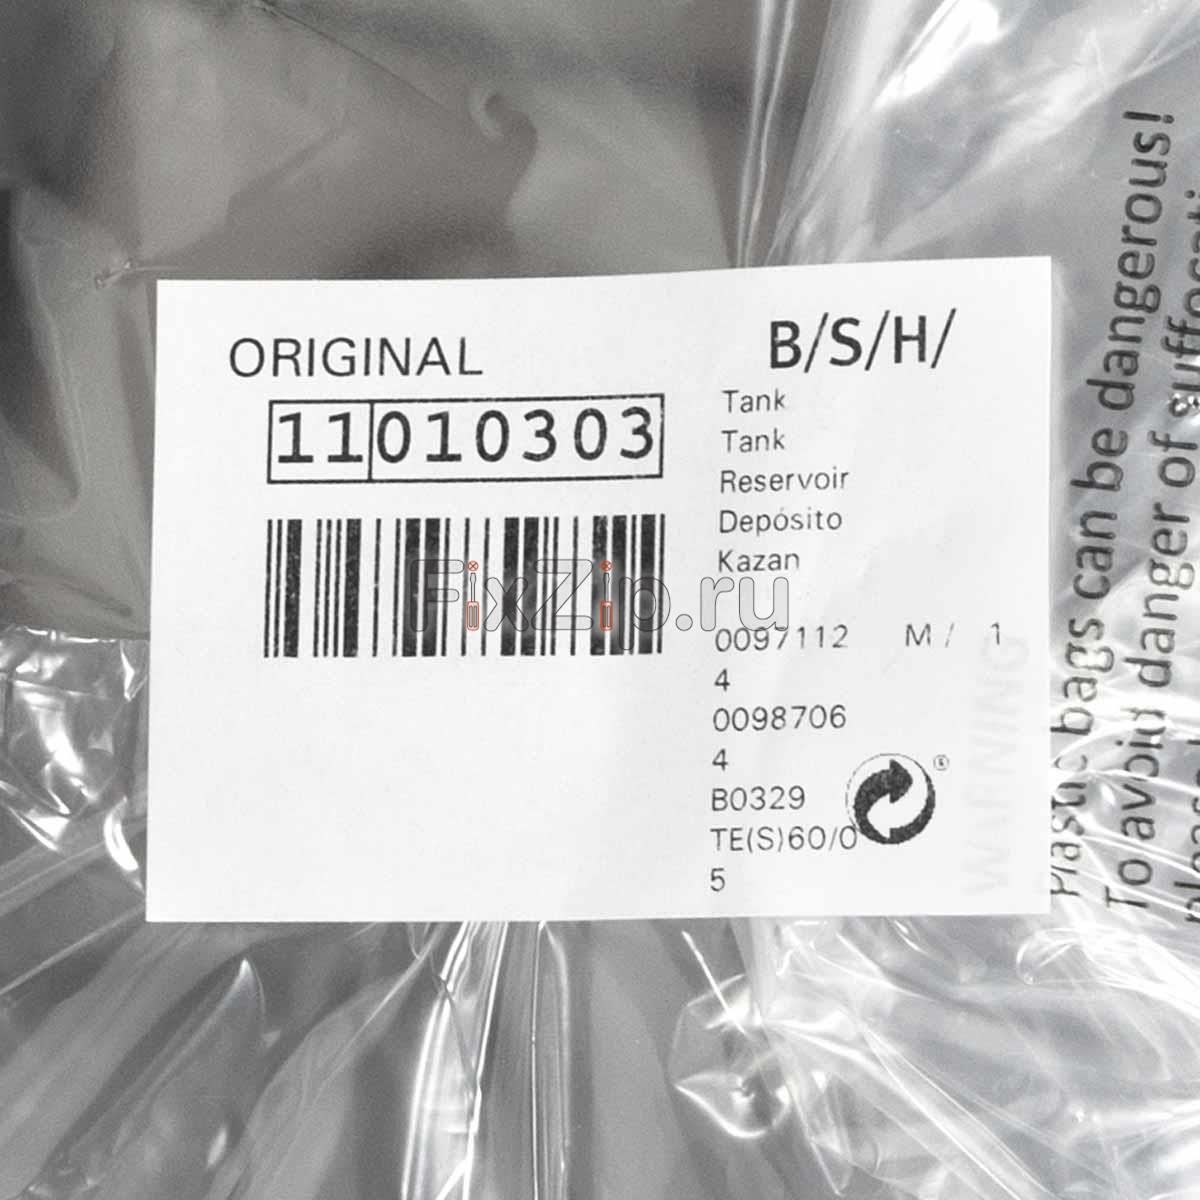 ORIGINAL
B/S/H/
11010303
Tank
Tank
Reservoir
Depósito
Kazan
0097112 M/ 1
4
0098706
4
B0329
TE(S)60/0
5
FixZip.ru
WARNING
Plastic bags can be dangerous!
To avoid danger of